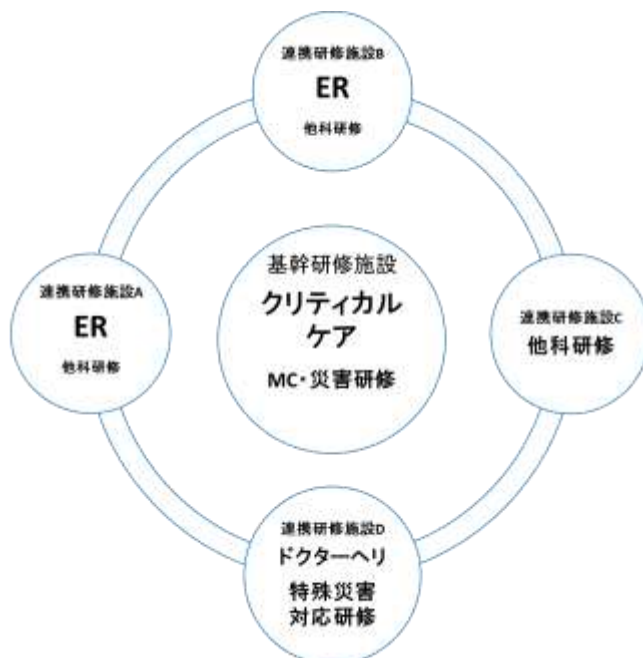 連携研修施設B
ER
他科研修
連携研修施設A
ER
他科研修
基幹研修施設
クリティカル
ケア
MC・災害研修
連携研修施設C
他科研修
連携研修施設D
ドクターヘリ
特殊災害
対応研修